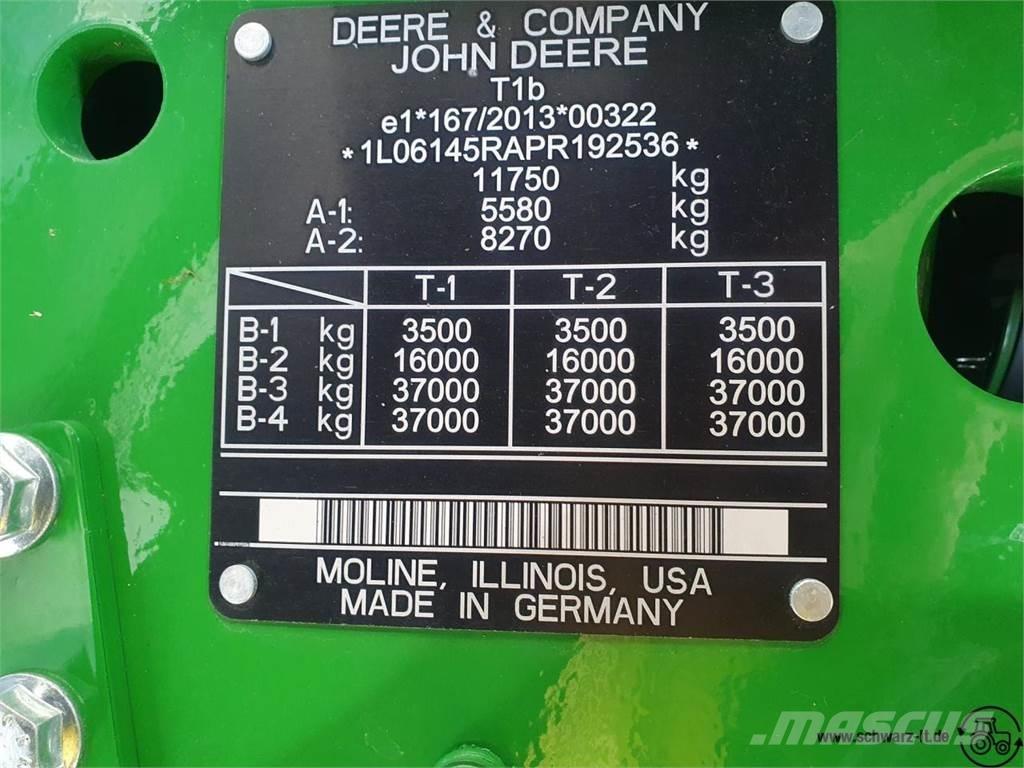 DEERE & COMPANY
JOHN DEERE
T1b
e1*167/2013*00322
*1L06145RAPR192536*
11750 kg
A-1: 5580 kg
A-2: 8270 kg
T-1 T-2 T-3
B-1 kg 3500 3500 3500
B-2 kg 16000 16000 16000
B-3 kg 37000 37000 37000
B-4 kg 37000 37000 37000
MOLINE, ILLINOIS, USA
MADE IN GERMANY
MASCUS
www.schwarz-lt.de